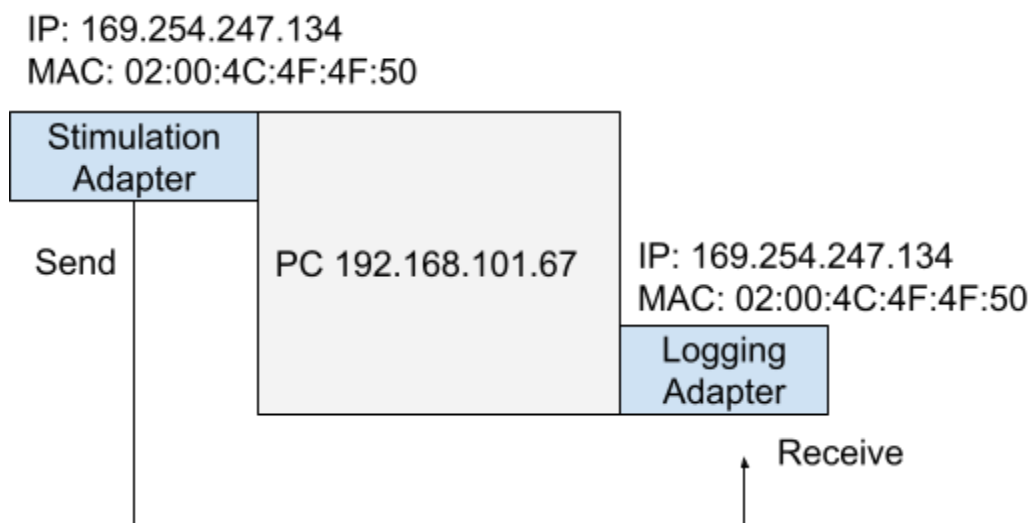 IP: 169.254.247.134
MAC: 02:00:4C:4F:4F:50
Stimulation
Adapter
Send
PC 192.168.101.67
IP: 169.254.247.134
MAC: 02:00:4C:4F:4F:50
Logging
Adapter
Receive